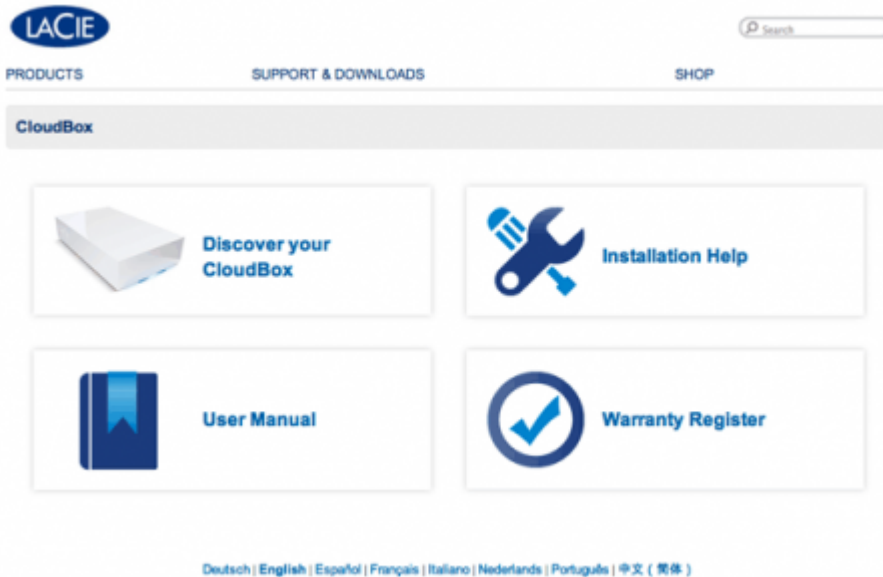 LACIE
Search
PRODUCTS SUPPORT & DOWNLOADS SHOP
CloudBox
Discover your
CloudBox
Installation Help
User Manual
Warranty Register
Deutsch | English | Español | Français | Italiano | Nederlands | Português | 中文 ( 简体 )